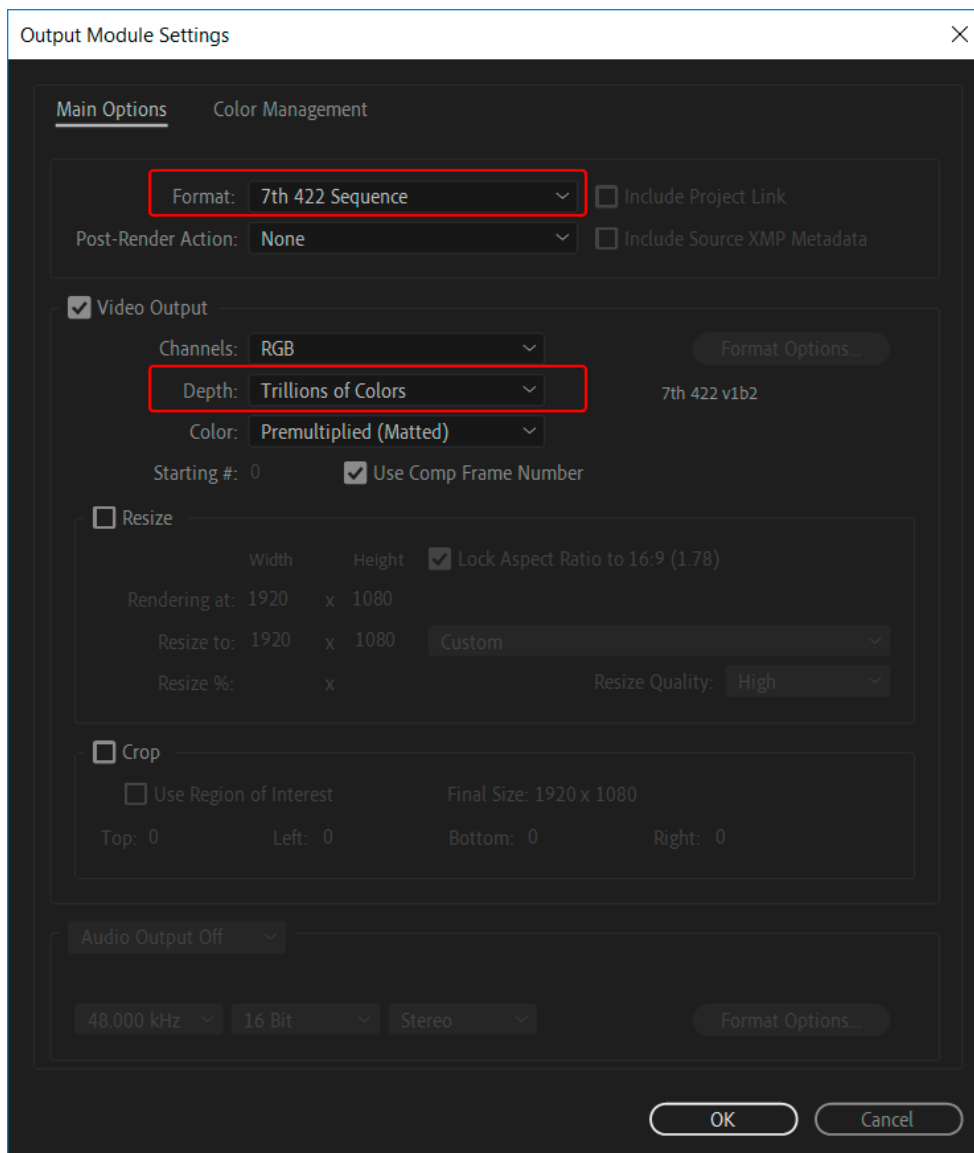 Output Module Settings
Main Options Color Management
Format: 7th 422 Sequence Include Project Link
Post-Render Action: None Include Source XMP Metadata
Video Output
Channels: RGB Format Options...
Depth: Trillions of Colors 7th 422 v1b2
Color: Premultiplied (Matted)
Starting #: 0 Use Comp Frame Number
Resize
Width Height Lock Aspect Ratio to 16:9 (1.78)
Rendering at: 1920 x 1080
Resize to: 1920 x 1080 Custom
Resize %: x Resize Quality: High
Crop
Use Region of Interest Final Size: 1920 x 1080
Top: 0 Left: 0 Bottom: 0 Right: 0
Audio Output Off
48.000 kHz 16 Bit Stereo Format Options...
OK Cancel